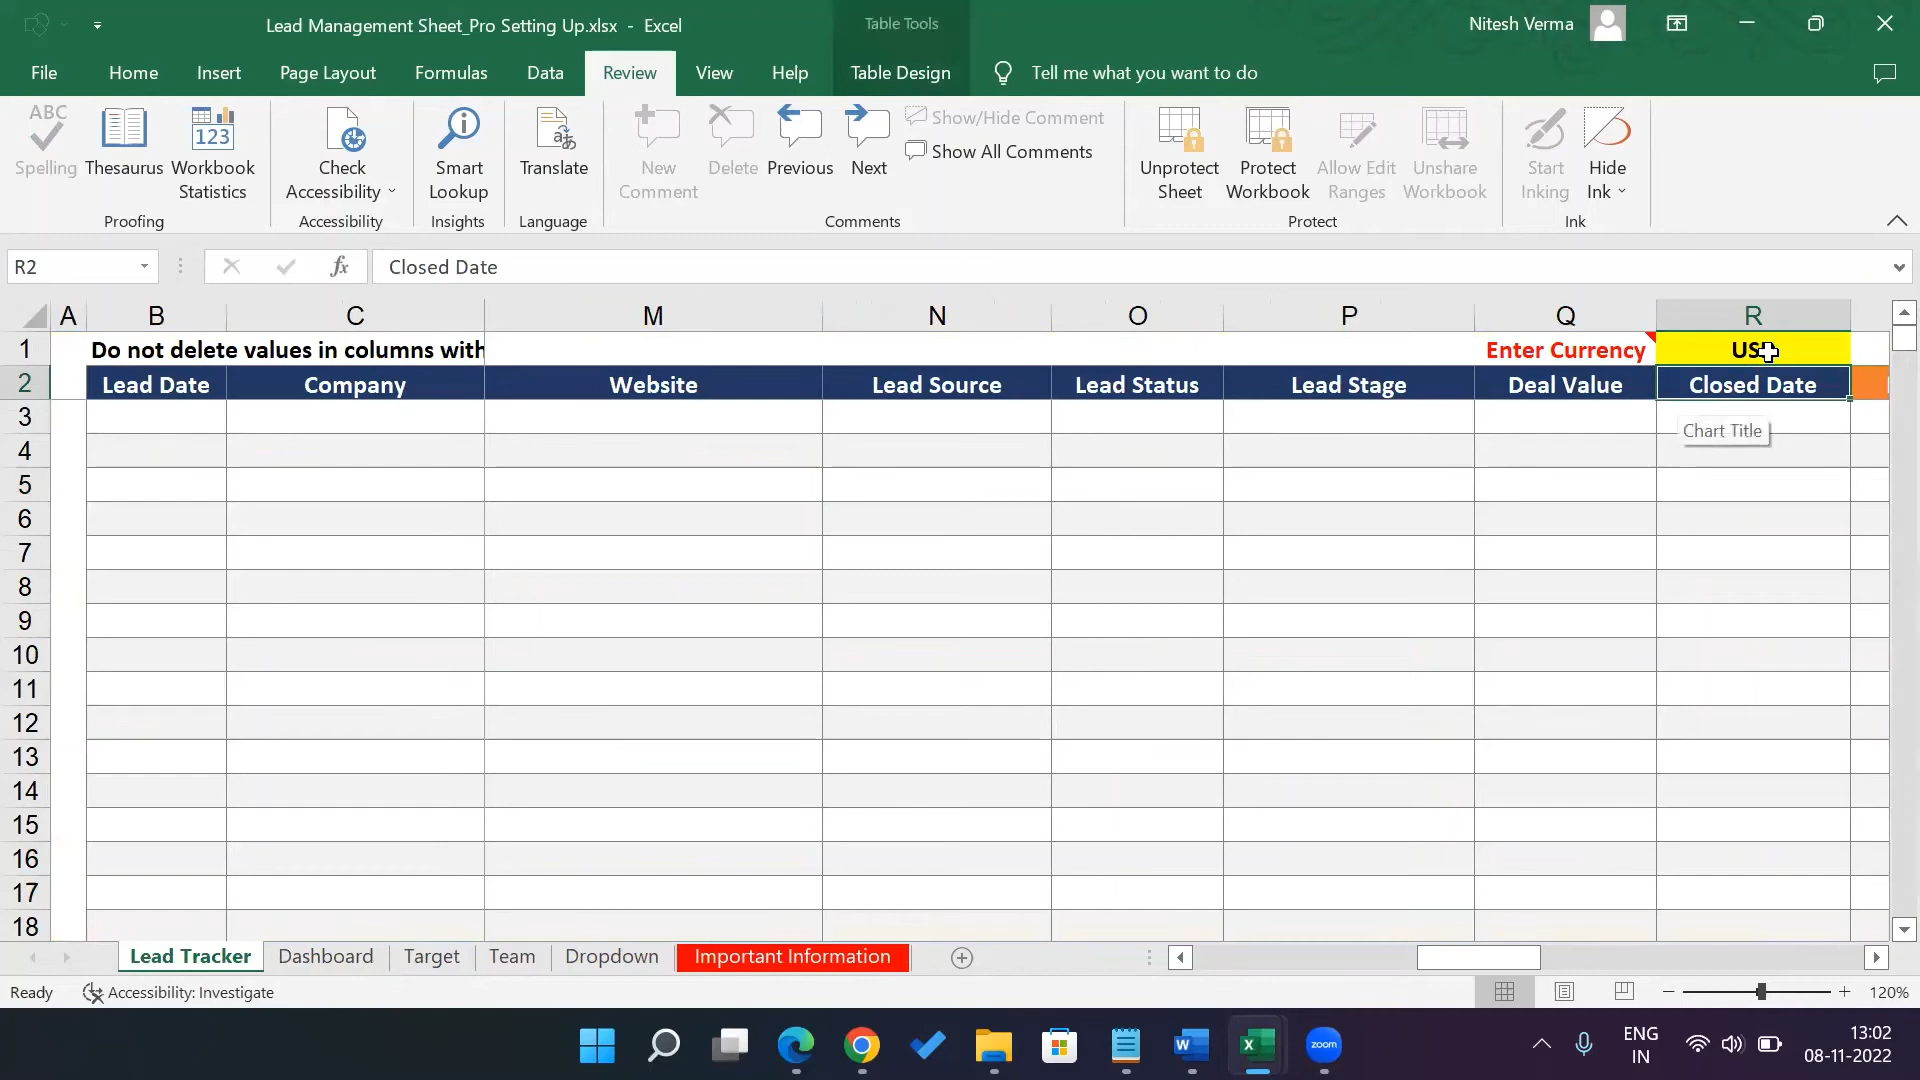 Lead Management Sheet_Pro Setting Up.xlsx - Excel
Table Tools
Nitesh Verma
File Home Insert Page Layout Formulas Data Review View Help Table Design Tell me what you want to do
ABC
Spelling
Thesaurus
123
Workbook
Statistics
Proofing
Check
Accessibility
Accessibility
Smart
Lookup
Insights
Translate
Language
New
Comment
Delete
Previous
Next
Show/Hide Comment
Show All Comments
Comments
Unprotect
Sheet
Protect
Workbook
Allow Edit
Ranges
Unshare
Workbook
Protect
Start
Inking
Hide
Ink
Ink
R2
fx
Closed Date
A B C M N O P Q R
1 Do not delete values in columns with Enter Currency
2 Lead Date Company Website Lead Source Lead Status Lead Stage Deal Value Closed Date
3
Chart Title
4
5
6
7
8
9
10
11
12
13
14
15
16
17
18
Lead Tracker Dashboard Target Team Dropdown Important Information
Ready Accessibility: Investigate 120%
W
X
zoom
ENG
IN
13:02
08-11-2022